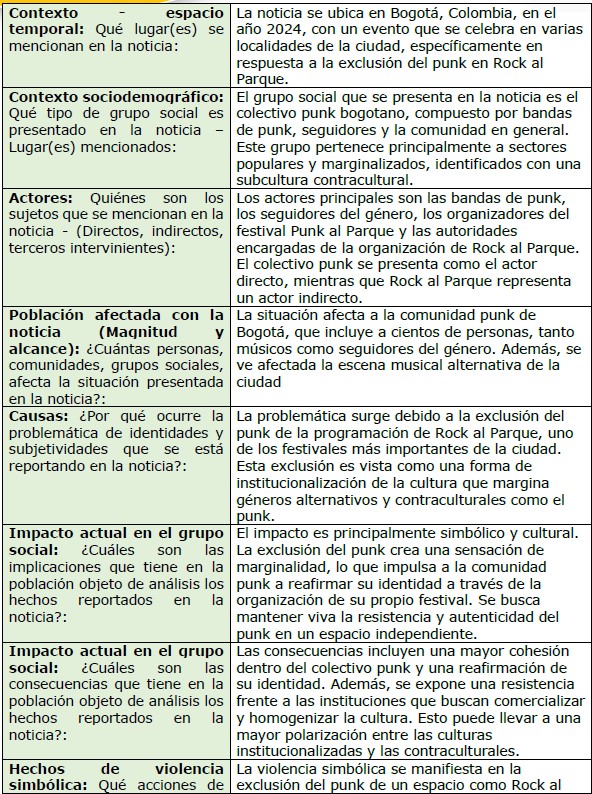 Contexto – espacio
temporal: Qué lugar(es) se
mencionan en la noticia:
La noticia se ubica en Bogotá, Colombia, en el
año 2024, con un evento que se celebra en varias
localidades de la ciudad, específicamente en
respuesta a la exclusión del punk en Rock al
Parque.
Contexto sociodemográfico:
Qué tipo de grupo social es
presentado en la noticia –
Lugar(es) mencionados:
El grupo social que se presenta en la noticia es el
colectivo punk bogotano, compuesto por bandas
de punk, seguidores y la comunidad en general.
Este grupo pertenece principalmente a sectores
populares y marginalizados, identificados con una
subcultura contracultural.
Actores: Quiénes son los
sujetos que se mencionan en la
noticia - (Directos, indirectos,
terceros intervinientes):
Los actores principales son las bandas de punk,
los seguidores del género, los organizadores del
festival Punk al Parque y las autoridades
encargadas de la organización de Rock al Parque.
El colectivo punk se presenta como el actor
directo, mientras que Rock al Parque representa
un actor indirecto.
Población afectada con la
noticia (Magnitud y
alcance): ¿Cuántas personas,
comunidades, grupos sociales,
afecta la situación presentada
en la noticia?:
La situación afecta a la comunidad punk de
Bogotá, que incluye a cientos de personas, tanto
músicos como seguidores del género. Además, se
ve afectada la escena musical alternativa de la
ciudad
Causas: ¿Por qué ocurre la
problemática de identidades y
subjetividades que se está
reportando en la noticia?:
La problemática surge debido a la exclusión del
punk de la programación de Rock al Parque, uno
de los festivales más importantes de la ciudad.
Esta exclusión es vista como una forma de
institucionalización de la cultura que margina
géneros alternativos y contraculturales como el
punk.
Impacto actual en el grupo
social: ¿Cuáles son las
implicaciones que tiene en la
población objeto de análisis los
hechos reportados en la
noticia?:
El impacto es principalmente simbólico y cultural.
La exclusión del punk crea una sensación de
marginalidad, lo que impulsa a la comunidad
punk a reafirmar su identidad a través de la
organización de su propio festival. Se busca
mantener viva la resistencia y autenticidad del
punk en un espacio independiente.
Impacto actual en el grupo
social: ¿Cuáles son las
consecuencias que tiene en la
población objeto de análisis los
hechos reportados en la
noticia?:
Las consecuencias incluyen una mayor cohesión
dentro del colectivo punk y una reafirmación de
su identidad. Además, se expone una resistencia
frente a las instituciones que buscan comercializar
y homogenizar la cultura. Esto puede llevar a una
mayor polarización entre las culturas
institucionalizadas y las contraculturales.
Hechos de violencia
simbólica: Qué acciones de
La violencia simbólica se manifiesta en la
exclusión del punk de un espacio como Rock al